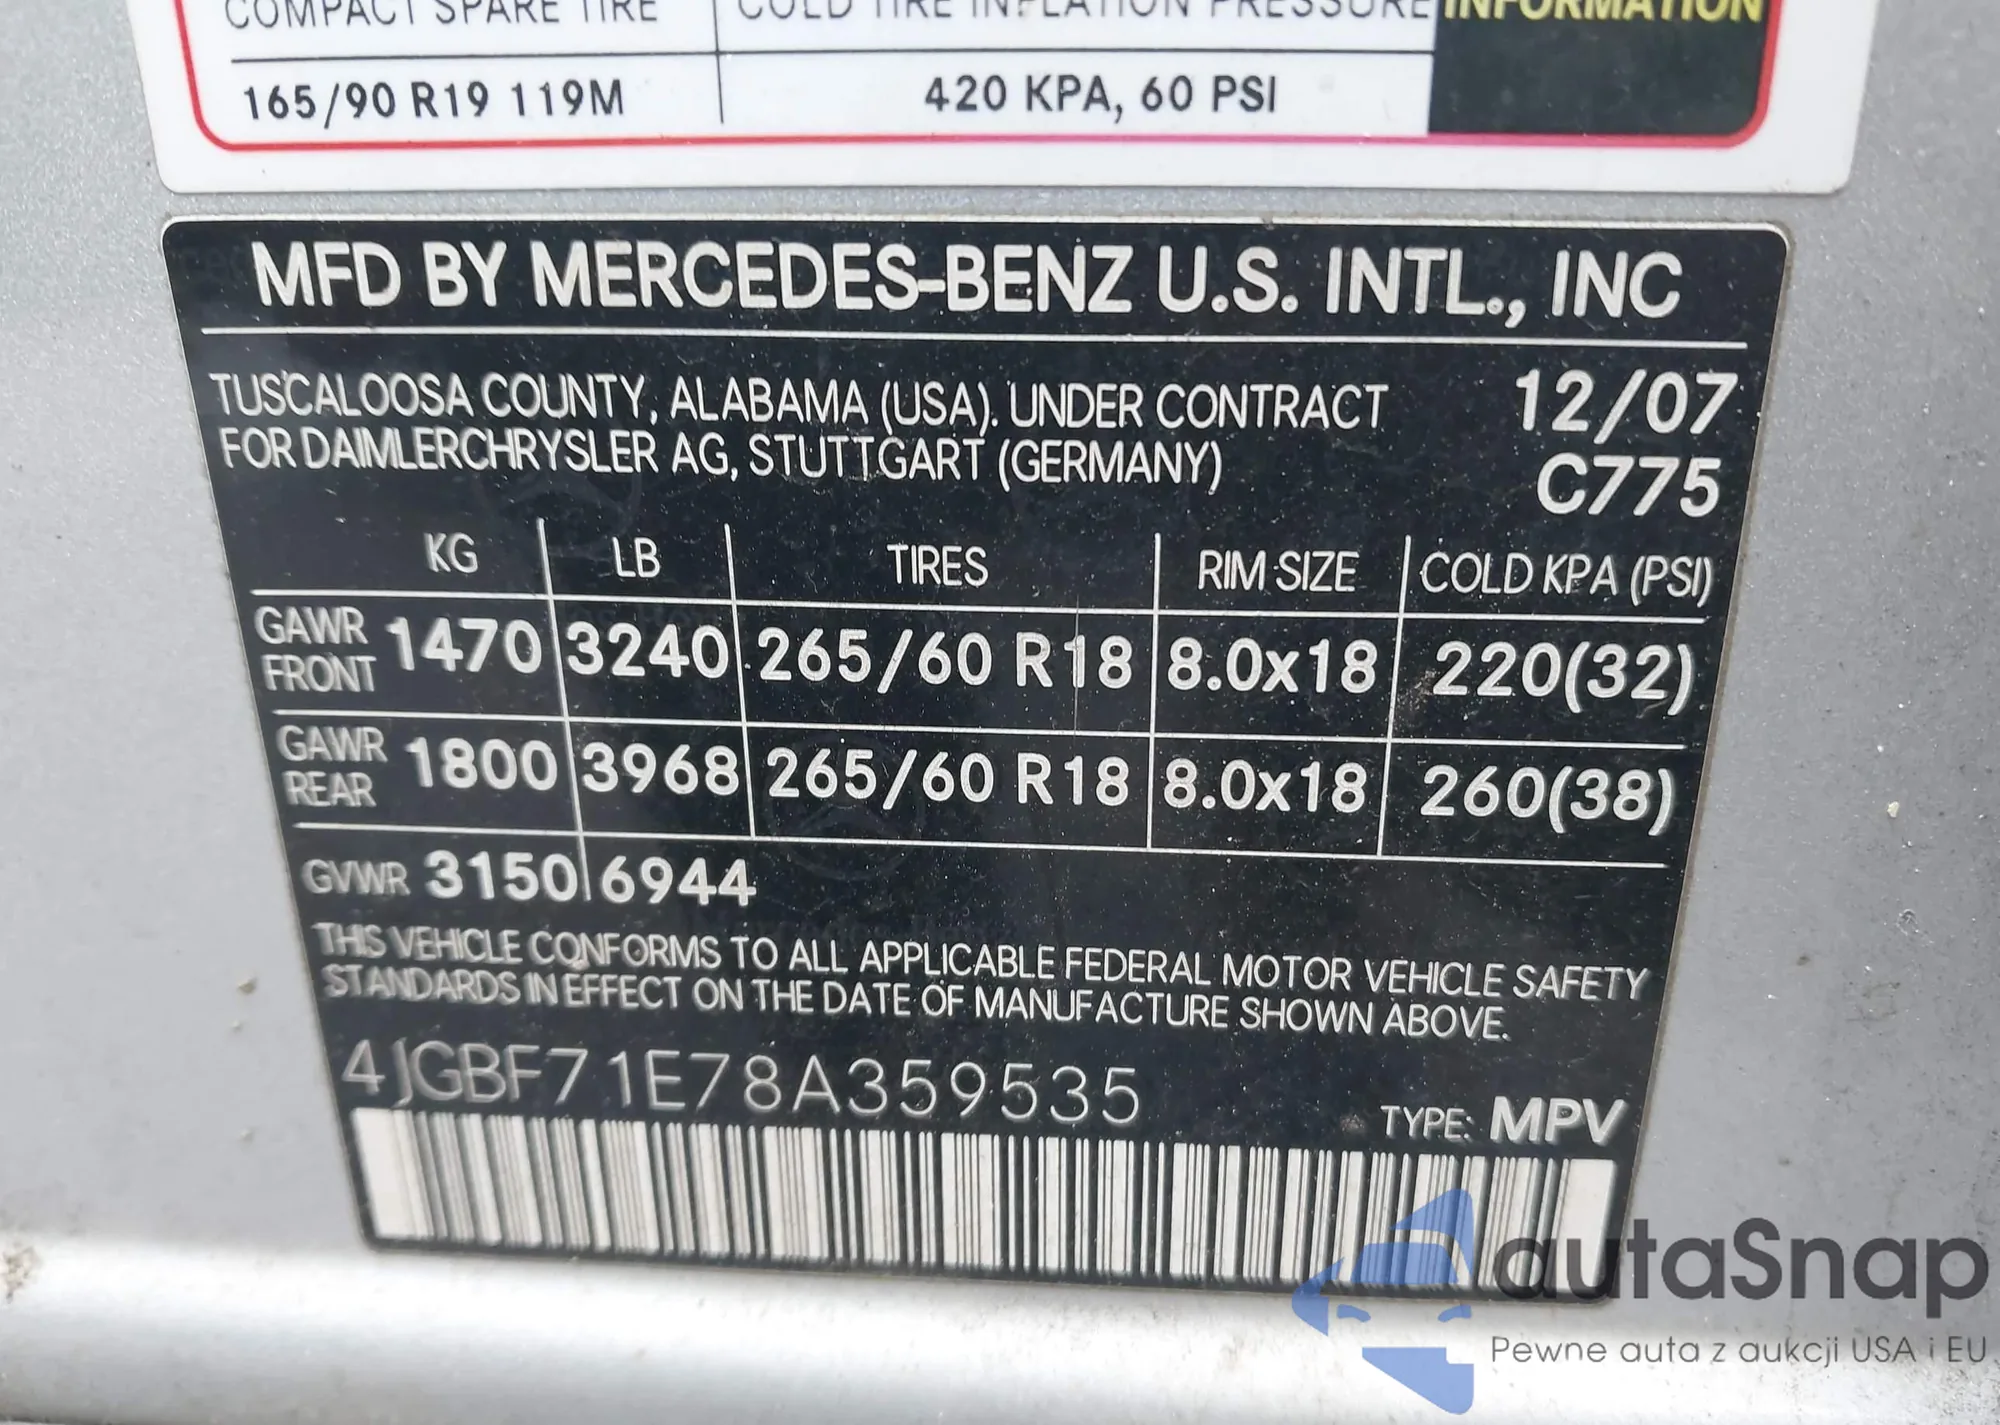 COMPACT SPARE TIRE COLD TIRE INFLATION PRESSURE INFORMATION
165/90 R19 119M 420 KPA, 60 PSI
MFD BY MERCEDES-BENZ U.S. INTL., INC
TUSCALOOSA COUNTY, ALABAMA (USA). UNDER CONTRACT 12/07
FOR DAIMLERCHRYSLER AG, STUTTGART (GERMANY) C775
KG LB TIRES RIM SIZE COLD KPA (PSI)
GAWR FRONT 1470 3240 265/60 R18 8.0x18 220(32)
GAWR REAR 1800 3968 265/60 R18 8.0x18 260(38)
GVWR 3150 6944
THIS VEHICLE CONFORMS TO ALL APPLICABLE FEDERAL MOTOR VEHICLE SAFETY
STANDARDS IN EFFECT ON THE DATE OF MANUFACTURE SHOWN ABOVE.
4JGBF71E78A359535
TYPE: MPV
autaSnap
Pewne auta z aukcji USA i EU